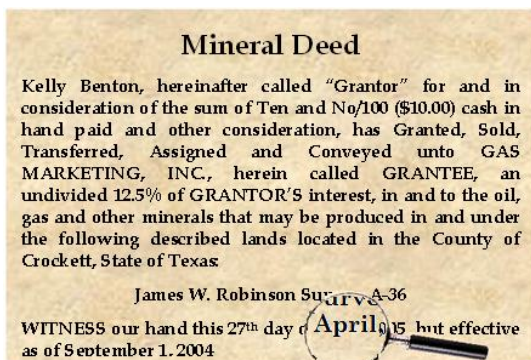 Mineral Deed
Kelly Benton, hereinafter called "Grantor" for and in
consideration of the sum of Ten and No/100 ($10.00) cash in
hand paid and other consideration, has Granted, Sold,
Transferred, Assigned and Conveyed unto GAS
MARKETING, INC., herein called GRANTEE, an
undivided 12.5% of GRANTOR'S interest, in and to the oil,
gas and other minerals that may be produced in and under
the following described lands located in the County of
Crockett, State of Texas:
James W. Robinson A-36
WITNESS our hand this 27th day April, but effective
as of September 1, 2004